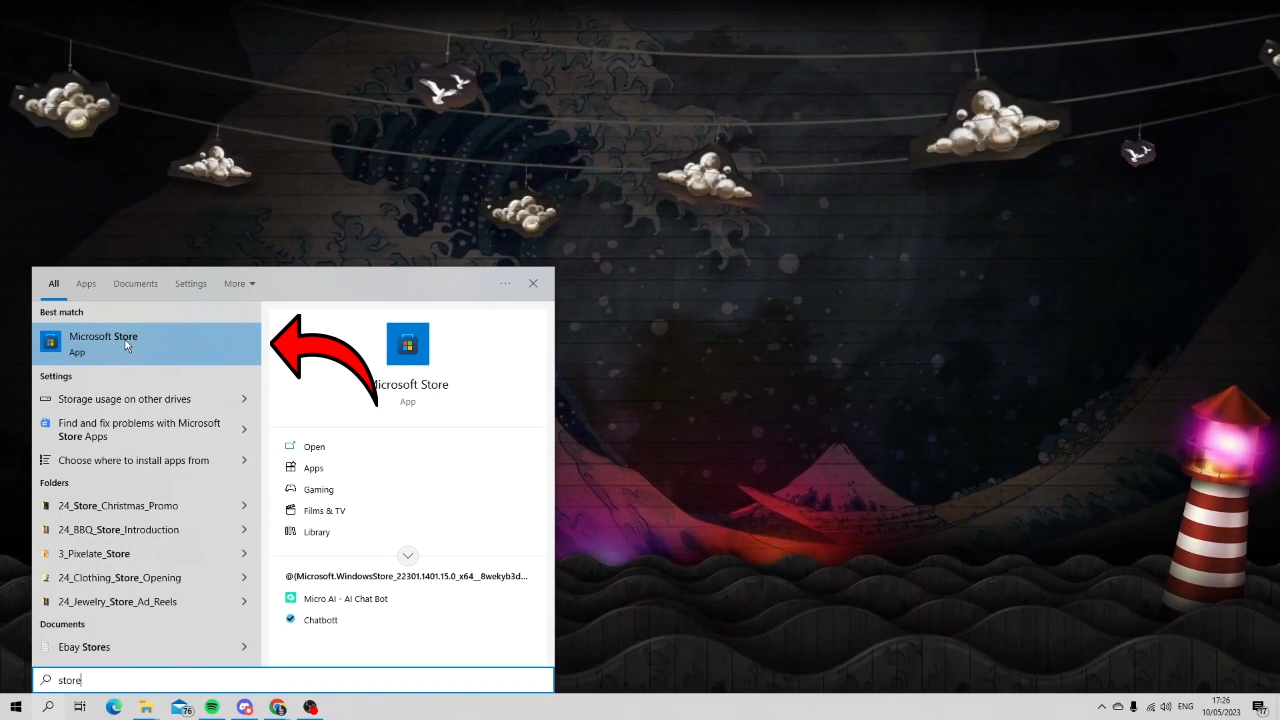 All Apps Documents Settings More ...
Best match
Microsoft Store
App
Settings
Storage usage on other drives
Find and fix problems with Microsoft
Store Apps
Choose where to install apps from
Folders
24_Store_Christmas_Promo
24_BBQ_Store_Introduction
3_Pixelate_Store
24_Clothing_Store_Opening
24_Jewelry_Store_Ad_Reels
Documents
Ebay Stores
store
Microsoft Store
App
Open
Apps
Gaming
Films & TV
Library
@{Microsoft.WindowsStore_22301.1401.15.0_x64__8wekyb3d...
Micro AI - AI Chat Bot
Chatbott
76
ENG
17:26
10/05/2023
17